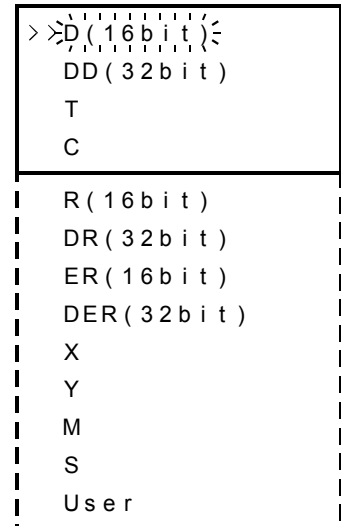 >>D(16bit)
DD(32bit)
T
C
R(16bit)
DR(32bit)
ER(16bit)
DER(32bit)
X
Y
M
S
User